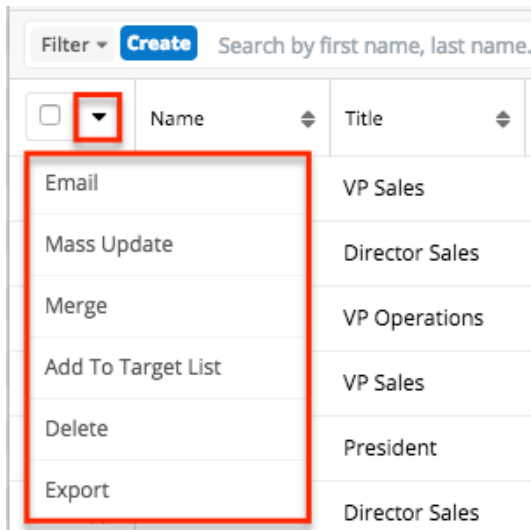 Filter Create Search by first name, last name.
Name Title
Email VP Sales
Mass Update Director Sales
Merge VP Operations
Add To Target List VP Sales
Delete President
Export Director Sales